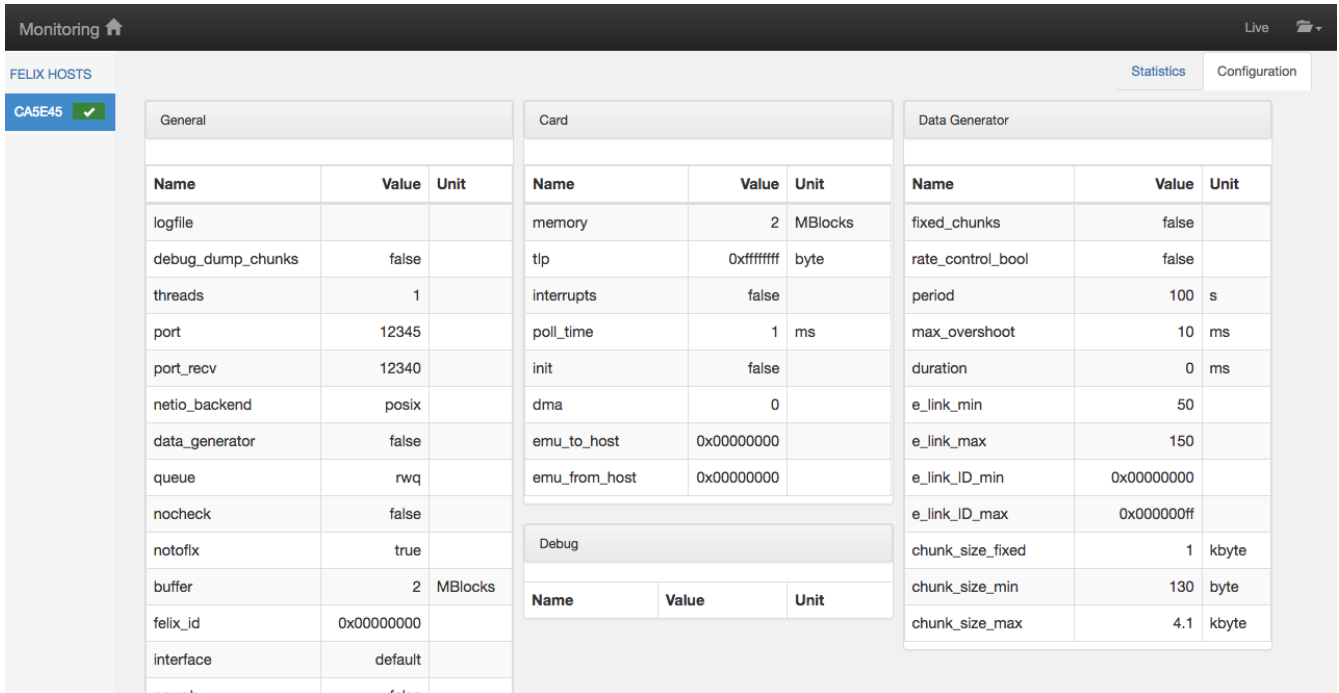 Monitoring Live
FELIX HOSTS
CA5E45
Statistics Configuration
General
Name Value Unit
logfile
debug_dump_chunks false
threads 1
port 12345
port_recv 12340
netio_backend posix
data_generator false
queue rwq
nocheck false
notoflx true
buffer 2 MBlocks
felix_id 0x00000000
interface default
Card
Name Value Unit
memory 2 MBlocks
tlp 0xffffffff byte
interrupts false
poll_time 1 ms
init false
dma 0
emu_to_host 0x00000000
emu_from_host 0x00000000
Debug
Name Value Unit
Data Generator
Name Value Unit
fixed_chunks false
rate_control_bool false
period 100 s
max_overshoot 10 ms
duration 0 ms
e_link_min 50
e_link_max 150
e_link_ID_min 0x00000000
e_link_ID_max 0x000000ff
chunk_size_fixed 1 kbyte
chunk_size_min 130 byte
chunk_size_max 4.1 kbyte